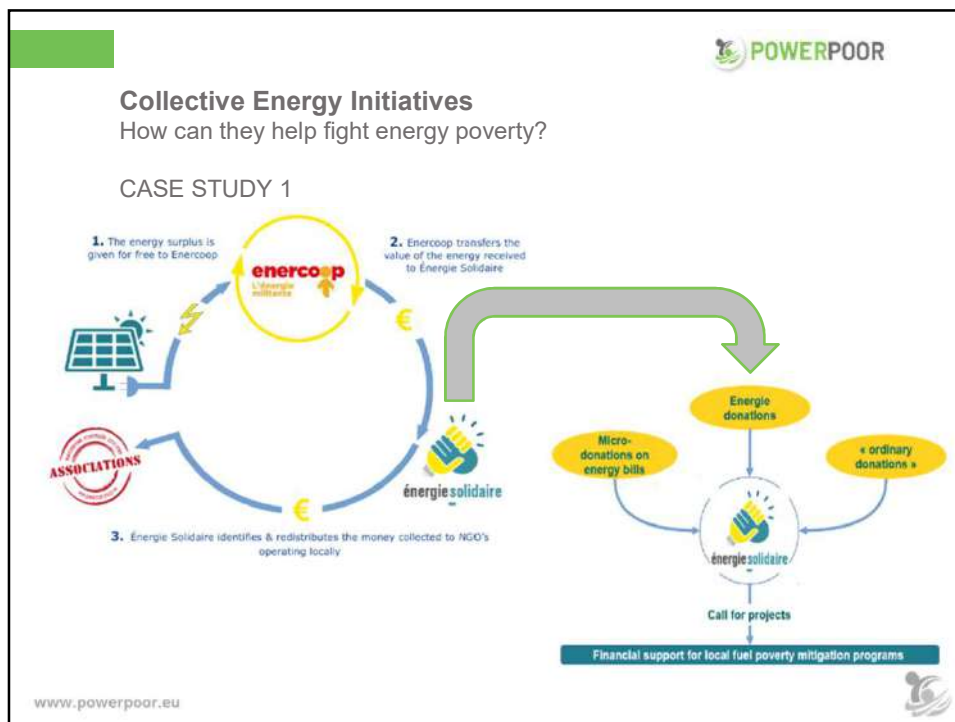 POWERPOOR
Collective Energy Initiatives
How can they help fight energy poverty?
CASE STUDY 1
1. The energy surplus is
given for free to Enercoop
enercoop
L'énergie
militante
2. Enercoop transfers the
value of the energy received
to Énergie Solidaire
€
ASSOCIATIONS
énergie solidaire
€
3. Énergie Solidaire identifies & redistributes the money collected to NGO's
operating locally
Energie
donations
Micro-
donations on
energy bills
« ordinary
donations »
énergie solidaire
Call for projects
Financial support for local fuel poverty mitigation programs
www.powerpoor.eu